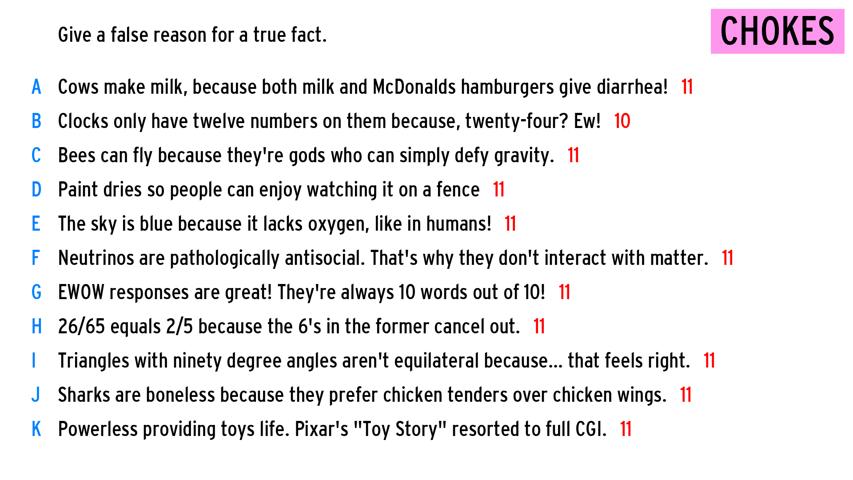 Give a false reason for a true fact.
CHOKES
A Cows make milk, because both milk and McDonalds hamburgers give diarrhea! 11
B Clocks only have twelve numbers on them because, twenty-four? Ew! 10
C Bees can fly because they're gods who can simply defy gravity. 11
D Paint dries so people can enjoy watching it on a fence 11
E The sky is blue because it lacks oxygen, like in humans! 11
F Neutrinos are pathologically antisocial. That's why they don't interact with matter. 11
G EWOW responses are great! They're always 10 words out of 10! 11
H 26/65 equals 2/5 because the 6's in the former cancel out. 11
I Triangles with ninety degree angles aren't equilateral because... that feels right. 11
J Sharks are boneless because they prefer chicken tenders over chicken wings. 11
K Powerless providing toys life. Pixar's "Toy Story" resorted to full CGI. 11